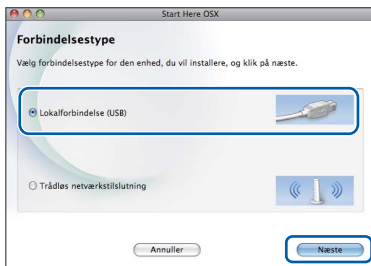 Start Here OSX
Forbindelsestype
Vælg forbindelsestype for den enhed, du vil installere, og klik på næste.
Lokalforbindelse (USB)
Trådløs netværkstilslutning
Annuller
Næste